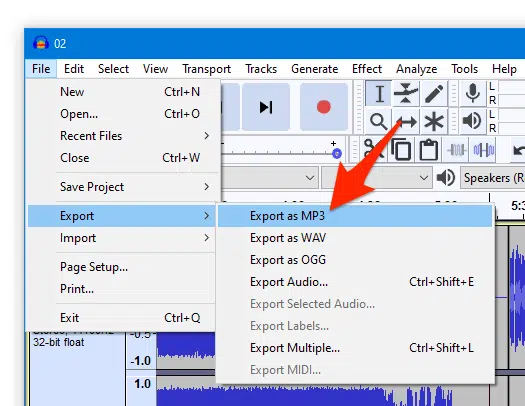 02
File Edit Select View Transport Tracks Generate Effect Analyze Tools Help
New Ctrl+N
Open... Ctrl+O
Recent Files
Close Ctrl+W
Save Project
Export
Import
Page Setup...
Print...
Exit Ctrl+Q
L
R
L
R
Speakers (R
Export as MP3
Export as WAV
Export as OGG
Export Audio... Ctrl+Shift+E
Export Selected Audio...
Export Labels...
Export Multiple... Ctrl+Shift+L
Export MIDI...
32-bit float
-0.5
-1.0
1.0